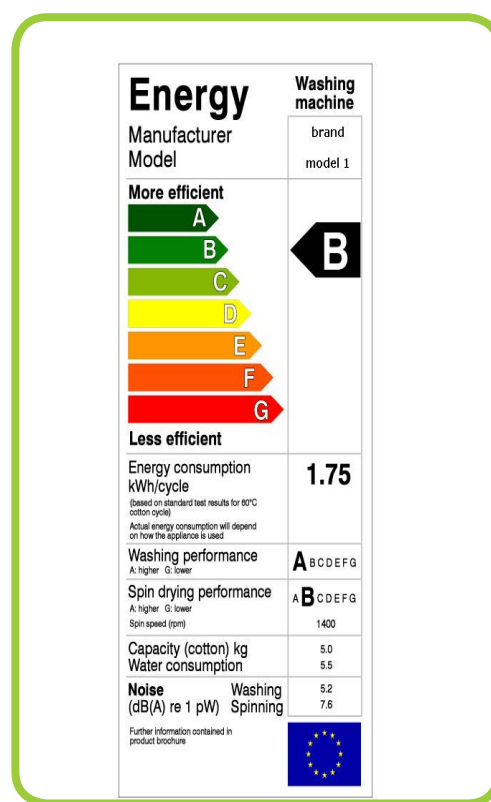 Energy
Washing
machine
Manufacturer
brand
Model
model 1
More efficient
A
B
B
C
D
E
F
G
Less efficient
Energy consumption
kWh/cycle
1.75
(based on standard test results for 60°C
cotton cycle)
Actual energy consumption will depend
on how the appliance is used
Washing performance
A: higher G: lower
A B C D E F G
Spin drying performance
A: higher G: lower
A B C D E F G
Spin speed (rpm) 1400
Capacity (cotton) kg 5.0
Water consumption 5.5
Noise Washing 5.2
(dB(A) re 1 pW) Spinning 7.6
Further information contained in
product brochure